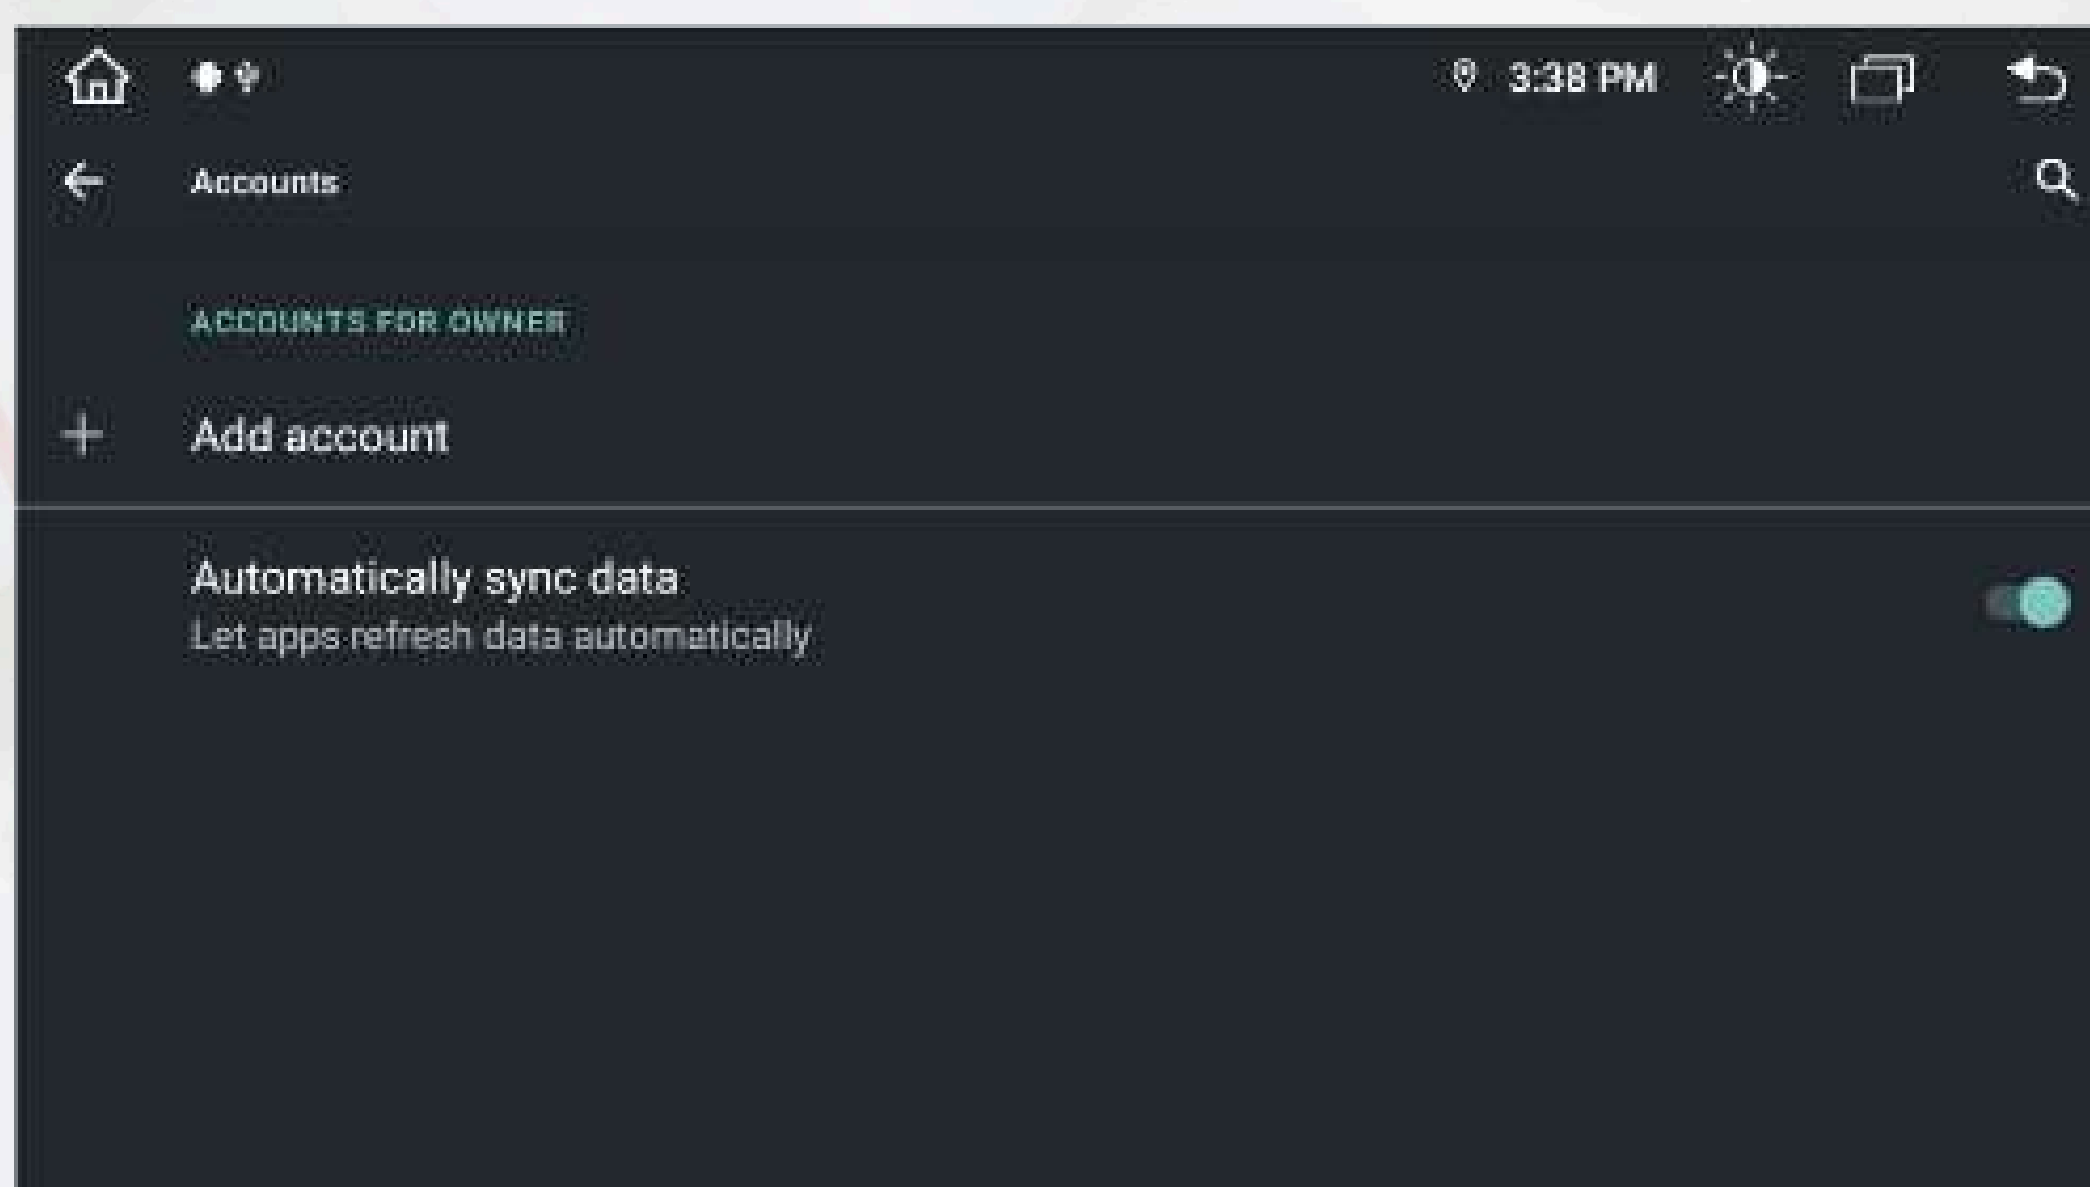 3:38 PM
Accounts
ACCOUNTS FOR OWNER
Add account
Automatically sync data
Let apps refresh data automatically